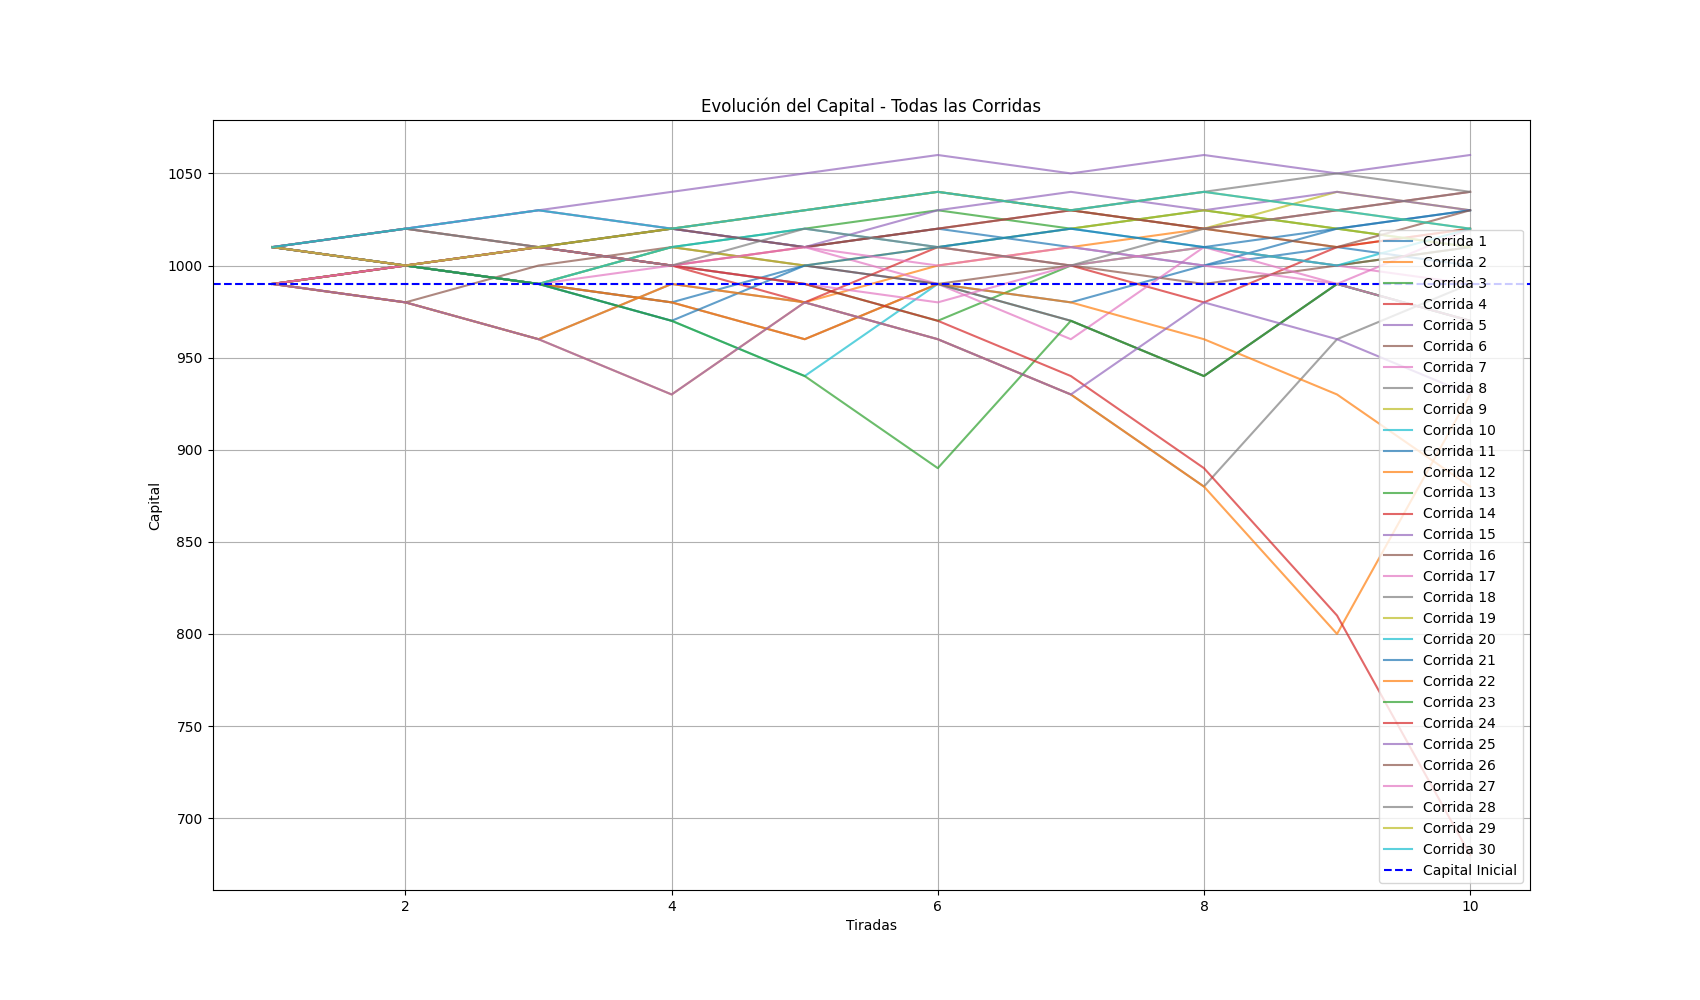 Evolución del Capital - Todas las Corridas
Capital
1050
1000
950
900
850
800
750
700
2
4
6
8
10
Tiradas
Corrida 1
Corrida 2
Corrida 3
Corrida 4
Corrida 5
Corrida 6
Corrida 7
Corrida 8
Corrida 9
Corrida 10
Corrida 11
Corrida 12
Corrida 13
Corrida 14
Corrida 15
Corrida 16
Corrida 17
Corrida 18
Corrida 19
Corrida 20
Corrida 21
Corrida 22
Corrida 23
Corrida 24
Corrida 25
Corrida 26
Corrida 27
Corrida 28
Corrida 29
Corrida 30
Capital Inicial